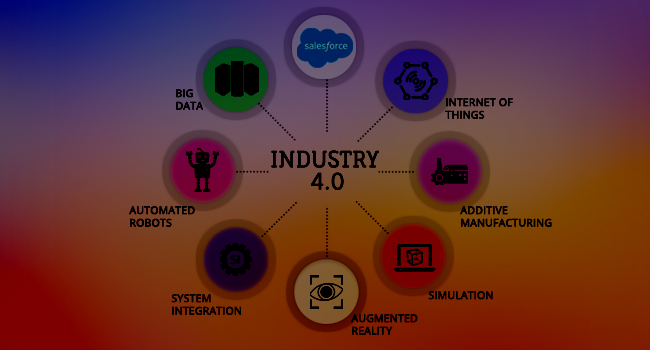 salesforce
BIG
DATA
INTERNET OF
THINGS
INDUSTRY
4.0
AUTOMATED
ROBOTS
ADDITIVE
MANUFACTURING
SYSTEM
INTEGRATION
SIMULATION
AUGMENTED
REALITY